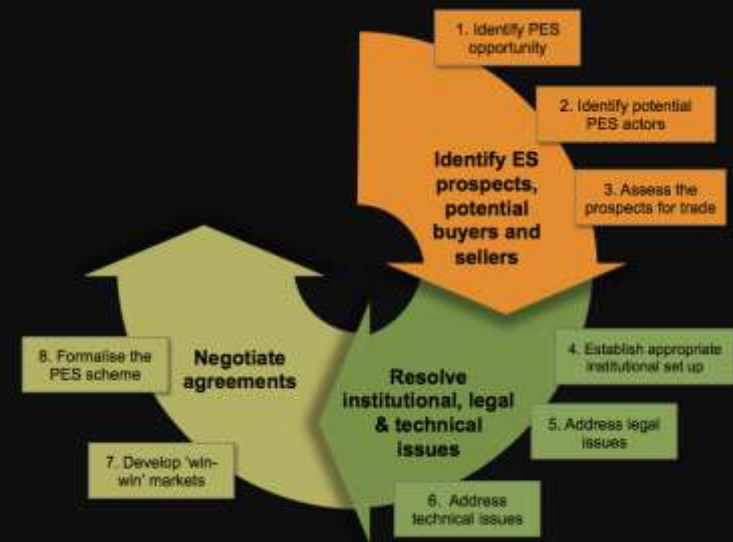 1. Identify PES
opportunity
2. Identify potential
PES actors
3. Assess the
prospects for trade
Identify ES
prospects,
potential
buyers and
sellers
4. Establish appropriate
institutional set up
5. Address legal
issues
6. Address
technical issues
Resolve
institutional, legal
& technical
issues
7. Develop 'win-
win' markets
8. Formalise the
PES scheme
Negotiate
agreements